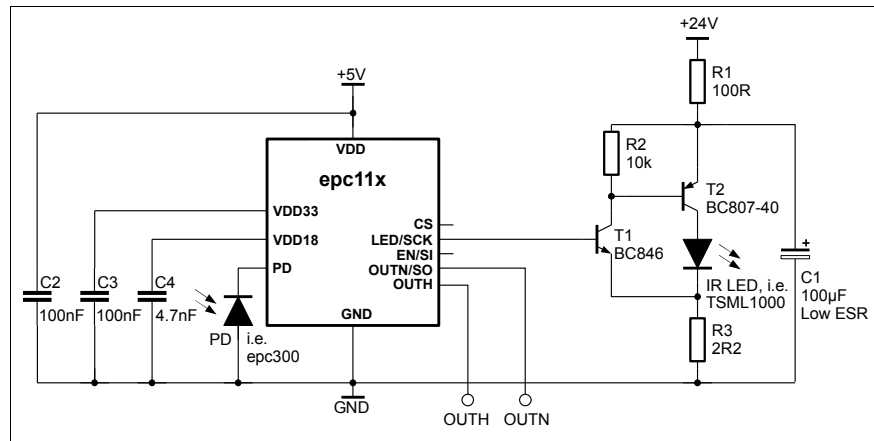 +24V
R1
100R
+5V
VDD
R2
10k
epc11x
T2
BC807-40
VDD33
CS
T1
BC846
VDD18
LED/SCK
EN/SI
PD
OUTN/SO
OUTH
IR LED, i.e.
TSML1000
+
C1
100µF
Low ESR
C2
100nF
C3
100nF
C4
4.7nF
GND
PD
i.e.
epc300
R3
2R2
GND
OUTH
OUTN